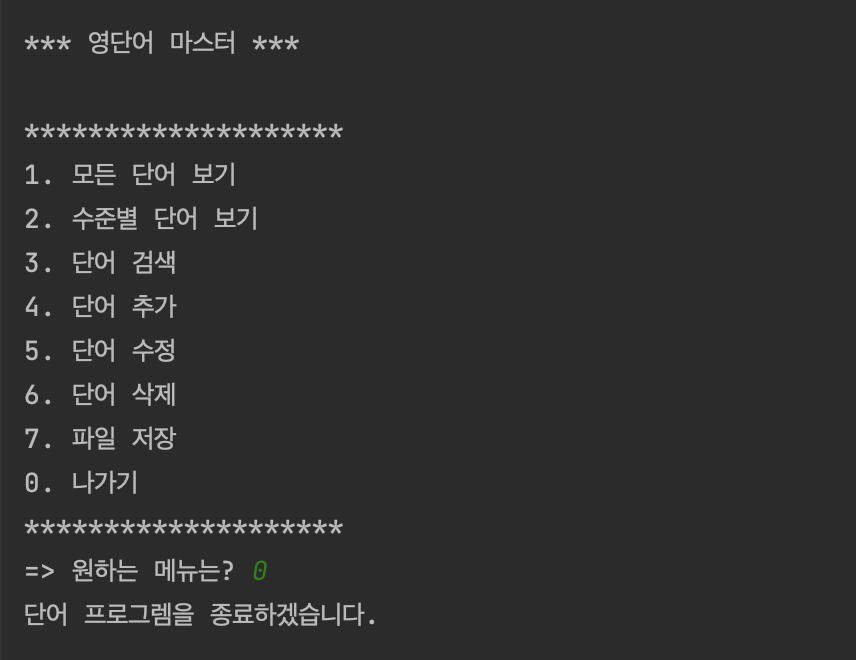 *** 영단어 마스터 ***
********************
1. 모든 단어 보기
2. 수준별 단어 보기
3. 단어 검색
4. 단어 추가
5. 단어 수정
6. 단어 삭제
7. 파일 저장
0. 나가기
********************
=> 원하는 메뉴는? 0
단어 프로그렘을 종료하겠습니다.